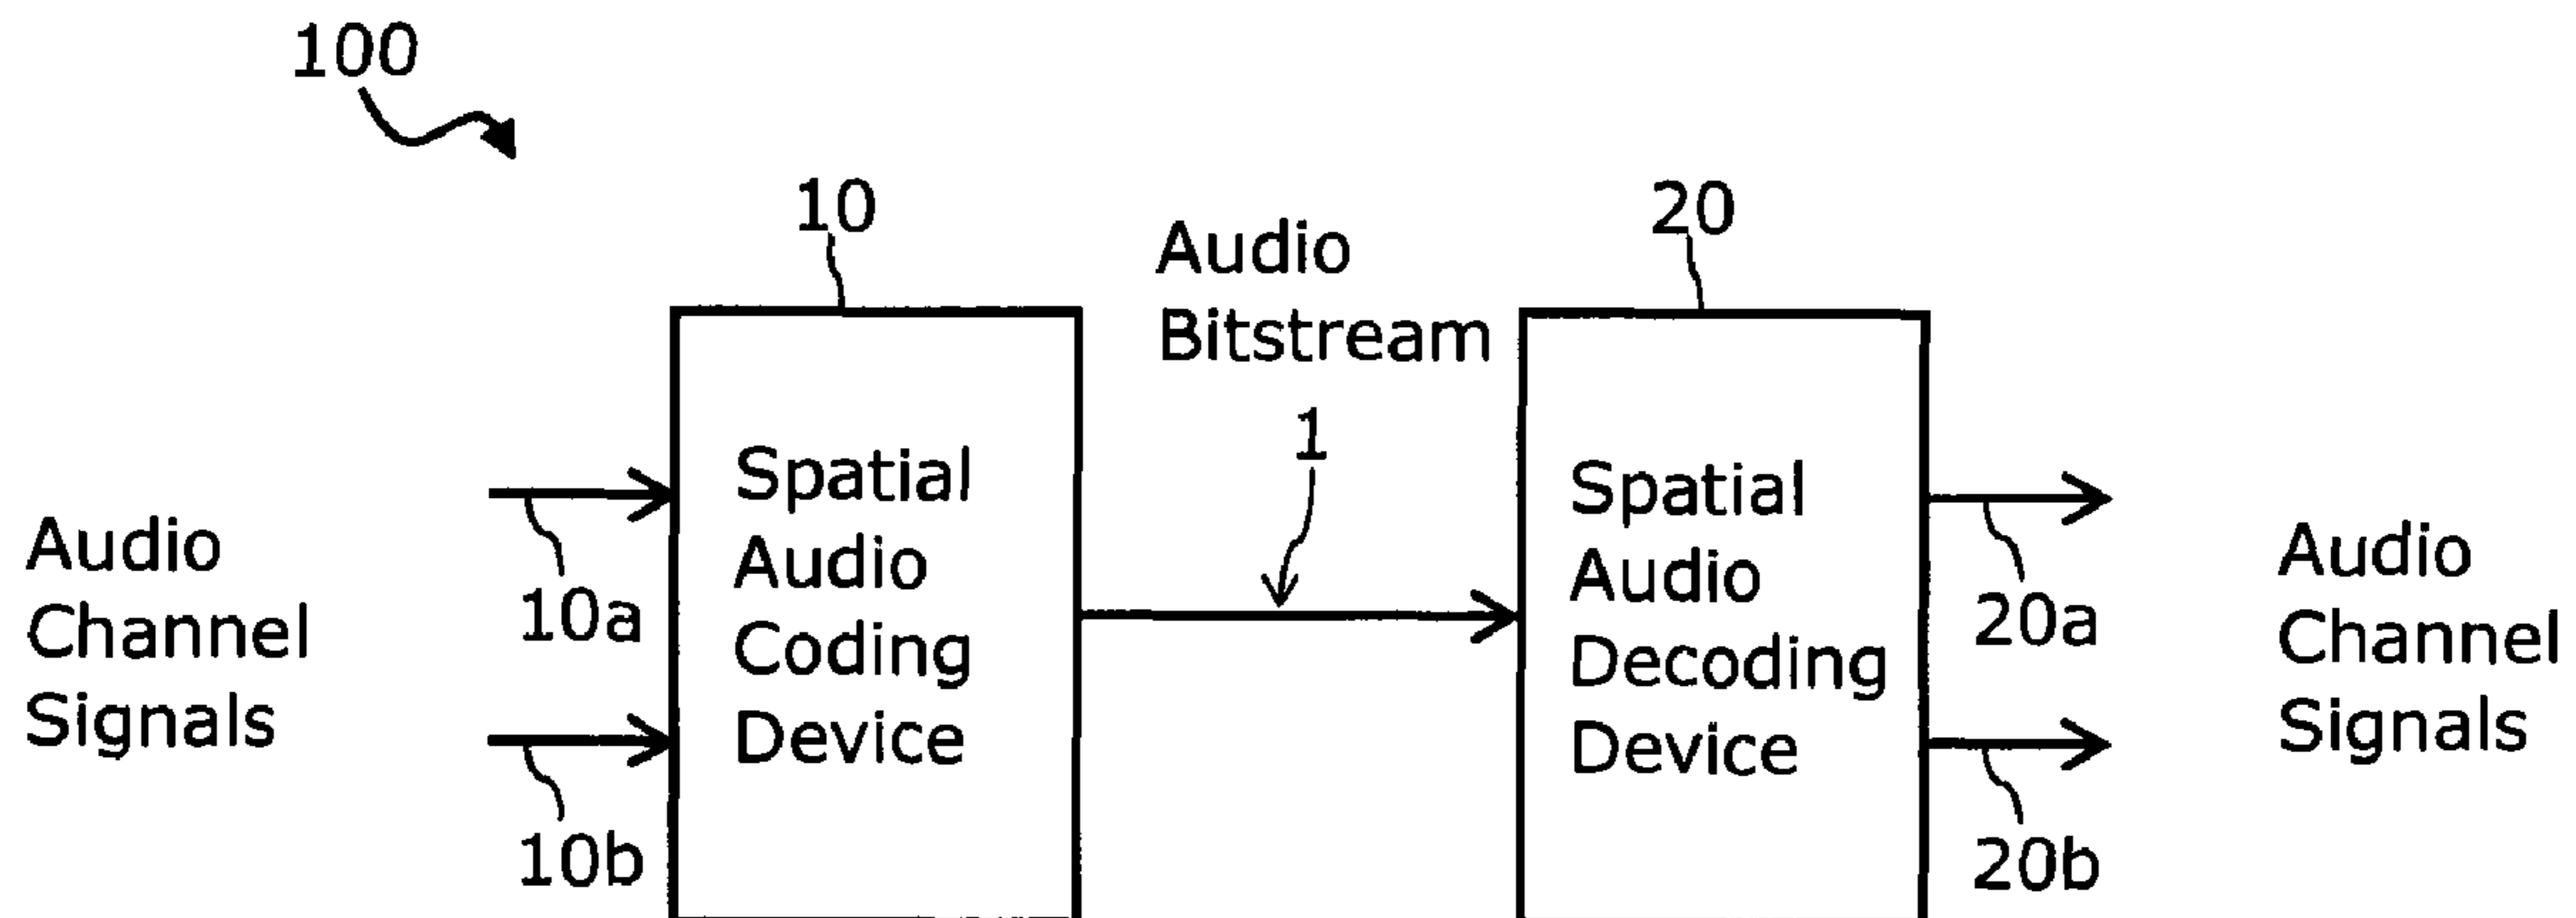 100
10
20
Audio
Bitstream
1
Spatial
Audio
Coding
Device
Spatial
Audio
Decoding
Device
Audio
Channel
Signals
10a
10b
20a
20b
Audio
Channel
Signals